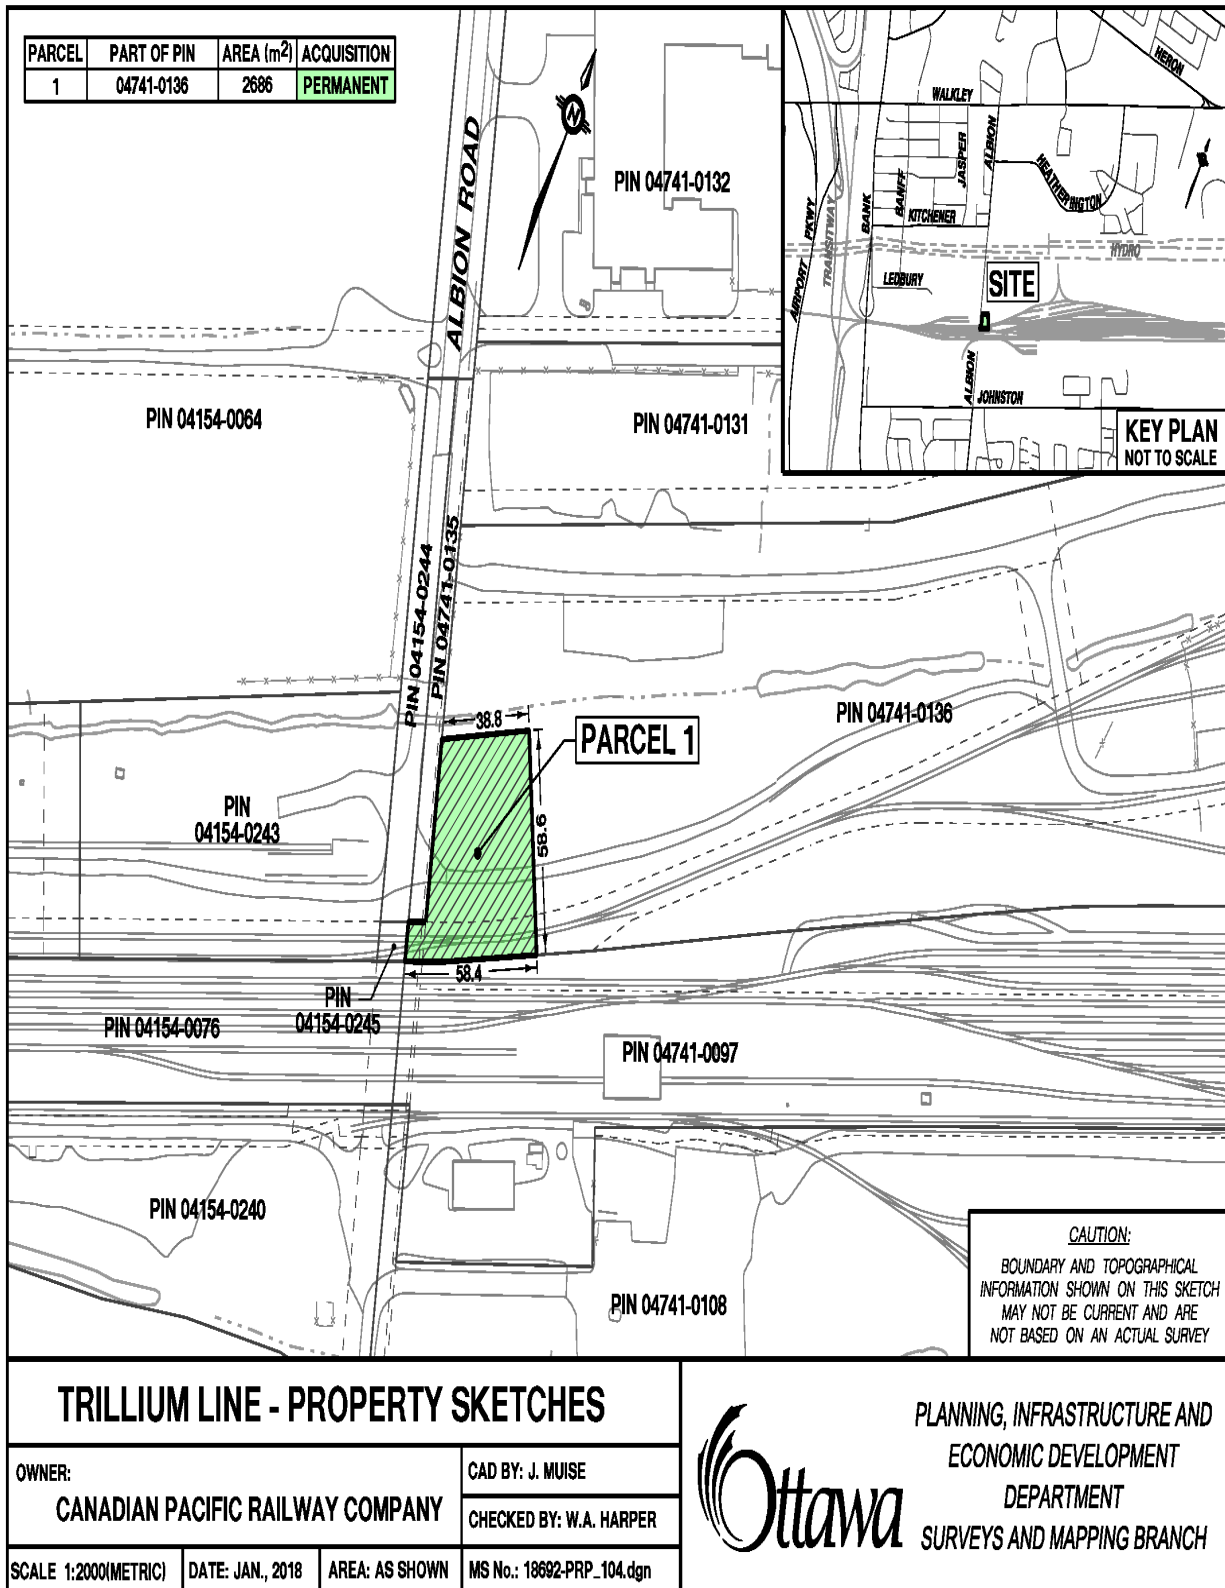 PARCEL PART OF PIN AREA (m2) ACQUISITION
1 04741-0136 2686 PERMANENT
ALBION ROAD
N
PIN 04741-0132
PIN 04154-0064
PIN 04741-0131
PIN 04154-0244
PIN 04741-0135
HERON
WALKLEY
ALBION
JASPER
HEATHERINGTON
BANFF
KITCHENER
BANK
AIRPORT PKWY
TRANSITWAY
HYDRO
LEDBURY
SITE
ALBION
JOHNSTON
KEY PLAN
NOT TO SCALE
38.8
PARCEL 1
PIN 04741-0136
58.6
PIN
04154-0243
58.4
PIN
04154-0245
PIN 04154-0076
PIN 04741-0097
PIN 04154-0240
PIN 04741-0108
CAUTION:
BOUNDARY AND TOPOGRAPHICAL
INFORMATION SHOWN ON THIS SKETCH
MAY NOT BE CURRENT AND ARE
NOT BASED ON AN ACTUAL SURVEY
TRILLIUM LINE - PROPERTY SKETCHES
OWNER:
CANADIAN PACIFIC RAILWAY COMPANY
CAD BY: J. MUISE
CHECKED BY: W.A. HARPER
SCALE 1:2000(METRIC) DATE: JAN., 2018 AREA: AS SHOWN MS No.: 18692-PRP_104.dgn
Ottawa
PLANNING, INFRASTRUCTURE AND
ECONOMIC DEVELOPMENT
DEPARTMENT
SURVEYS AND MAPPING BRANCH